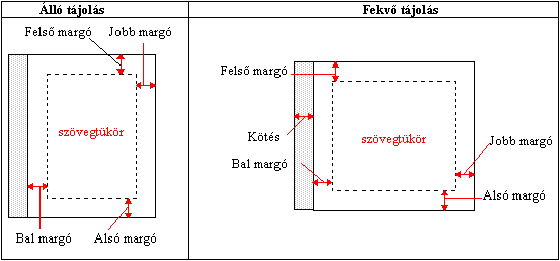 Álló tájolás
Felső margó Jobb margó
szövegtükör
Bal margó Alsó margó
Fekvő tájolás
Felső margó
Kötés
szövegtükör
Jobb margó
Bal margó
Alsó margó